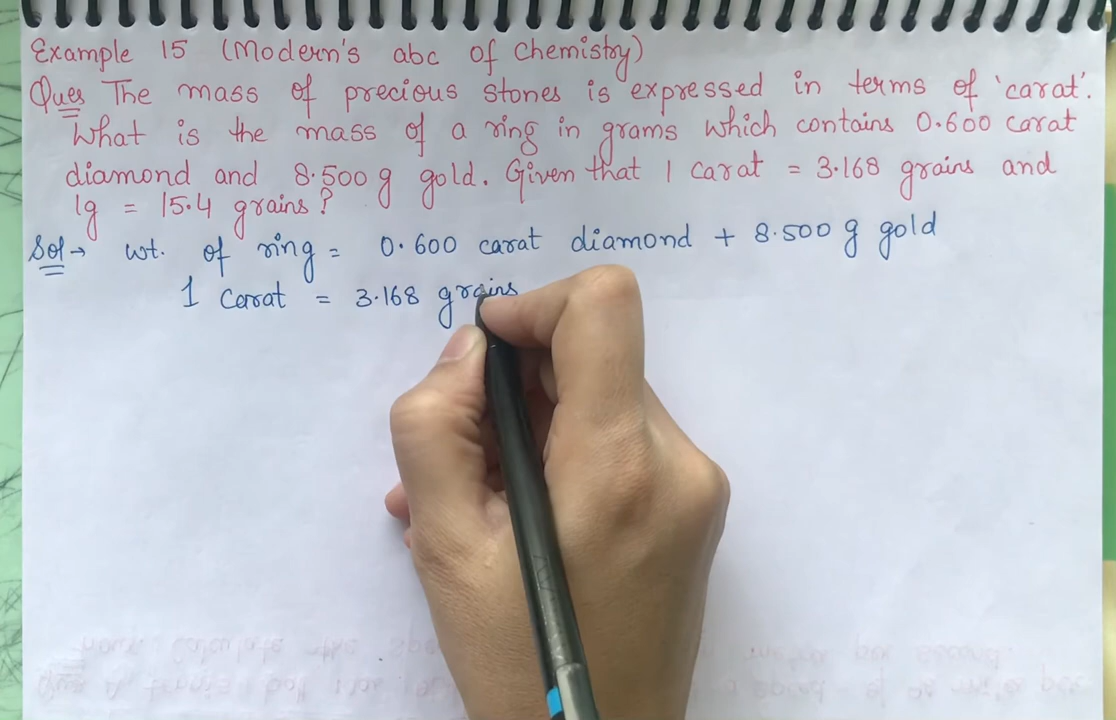 Example 15 (Modern's abc of Chemistry)
Ques The mass of precious stones is expressed in terms of 'carat'.
What is the mass of a ring in grams which contains 0.600 carat
diamond and 8.500 g gold. Given that 1 carat = 3.168 grains and
1g = 15.4 grains?
Sol→ wt. of ring = 0.600 carat diamond + 8.500 g gold
1 carat = 3.168 grains